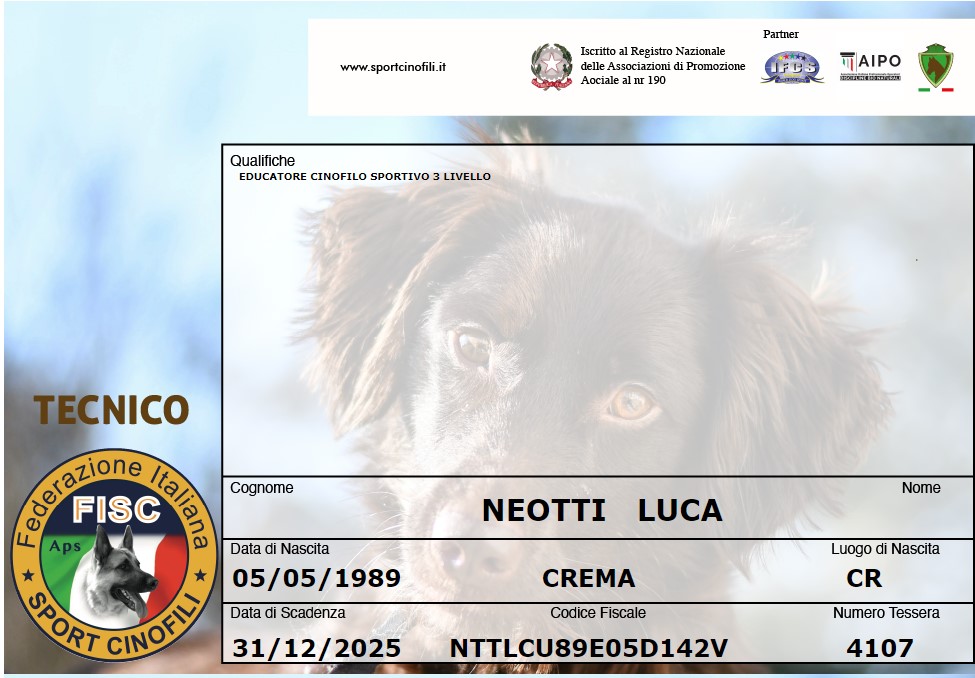 Partner
www.sportcinofili.it
Iscritto al Registro Nazionale
delle Associazioni di Promozione
Aociale al nr 190
IFCS
AIPO
DISCIPLINE BIO NATURALI
Qualifiche
EDUCATORE CINOFILO SPORTIVO 3 LIVELLO
TECNICO
Federazione Italiana
FISC
Aps
SPORT CINOFILI
Cognome Nome
NEOTTI LUCA
Data di Nascita Luogo di Nascita
05/05/1989 CREMA CR
Data di Scadenza Codice Fiscale Numero Tessera
31/12/2025 NTTLCU89E05D142V 4107